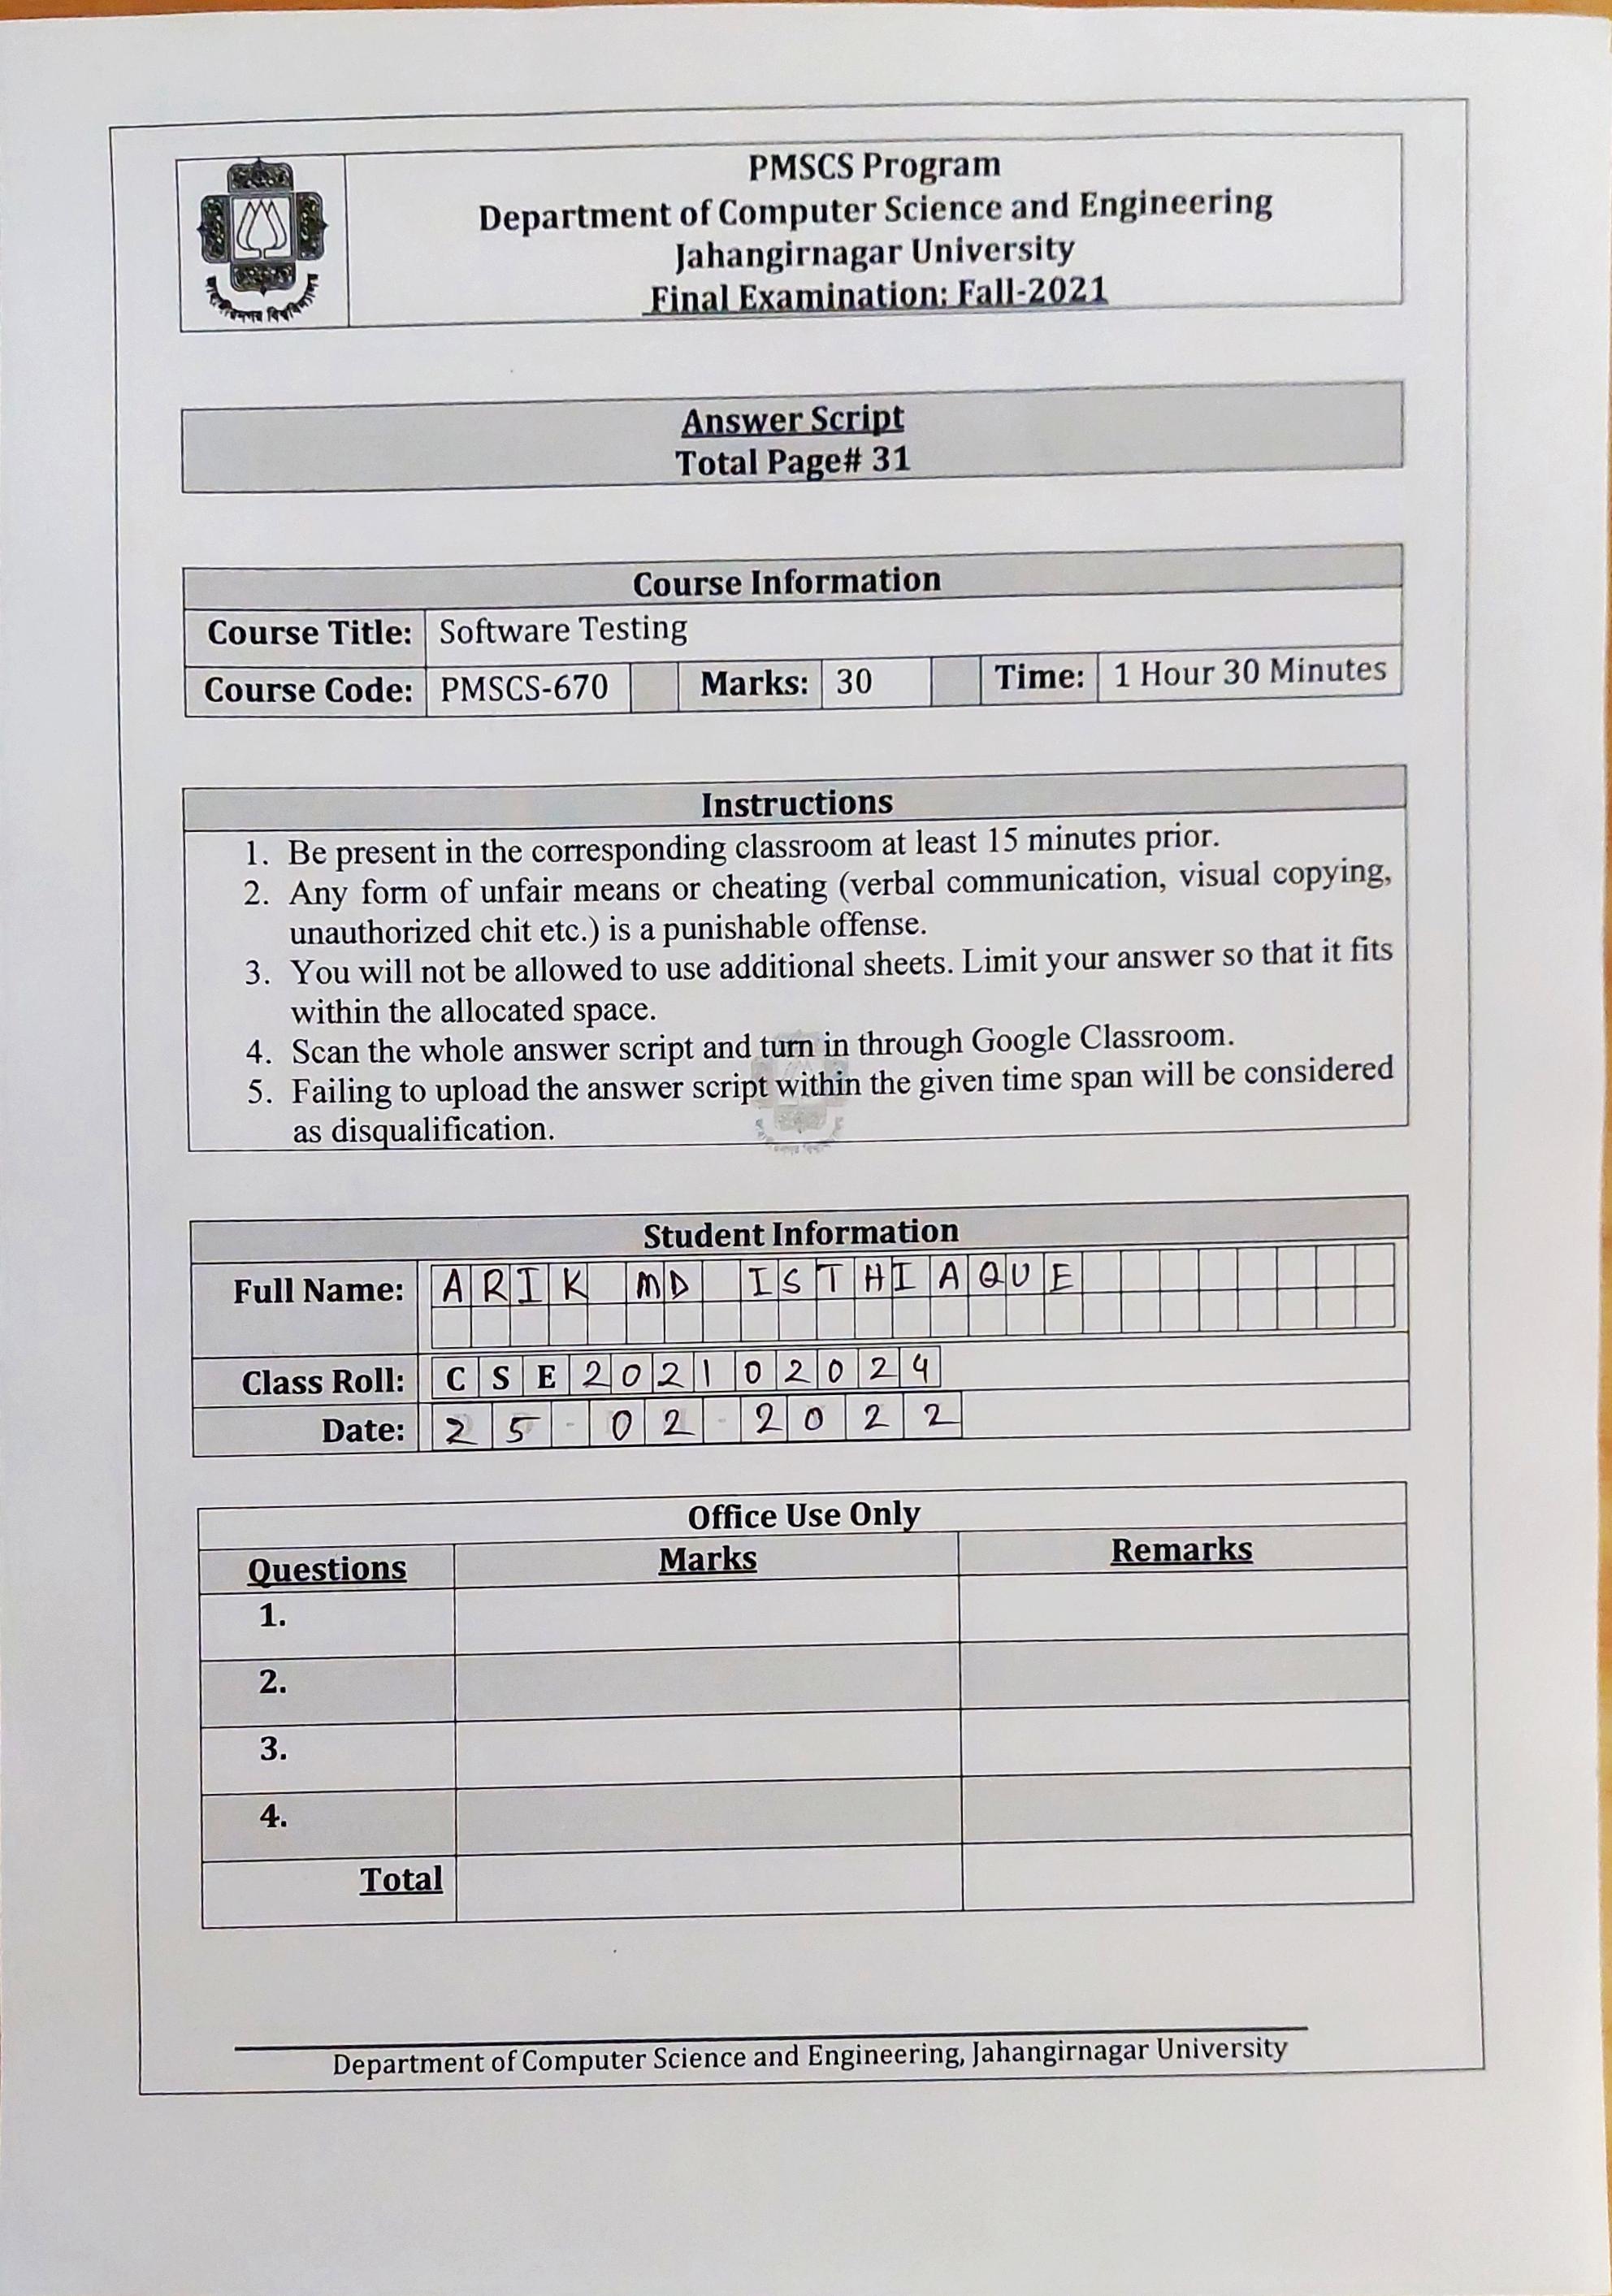 PMSCS Program
Department of Computer Science and Engineering
Jahangirnagar University
Final Examination: Fall-2021
Answer Script
Total Page# 31
Course Information
Course Title: Software Testing
Course Code: PMSCS-670 Marks: 30 Time: 1 Hour 30 Minutes
Instructions
1. Be present in the corresponding classroom at least 15 minutes prior.
2. Any form of unfair means or cheating (verbal communication, visual copying,
unauthorized chit etc.) is a punishable offense.
3. You will not be allowed to use additional sheets. Limit your answer so that it fits
within the allocated space.
4. Scan the whole answer script and turn in through Google Classroom.
5. Failing to upload the answer script within the given time span will be considered
as disqualification.
Student Information
Full Name: ARIK MD ISTHIAQUE
Class Roll: CSE202102024
Date: 25-02-2022
Office Use Only
Questions Marks Remarks
1.
2.
3.
4.
Total
Department of Computer Science and Engineering, Jahangirnagar University